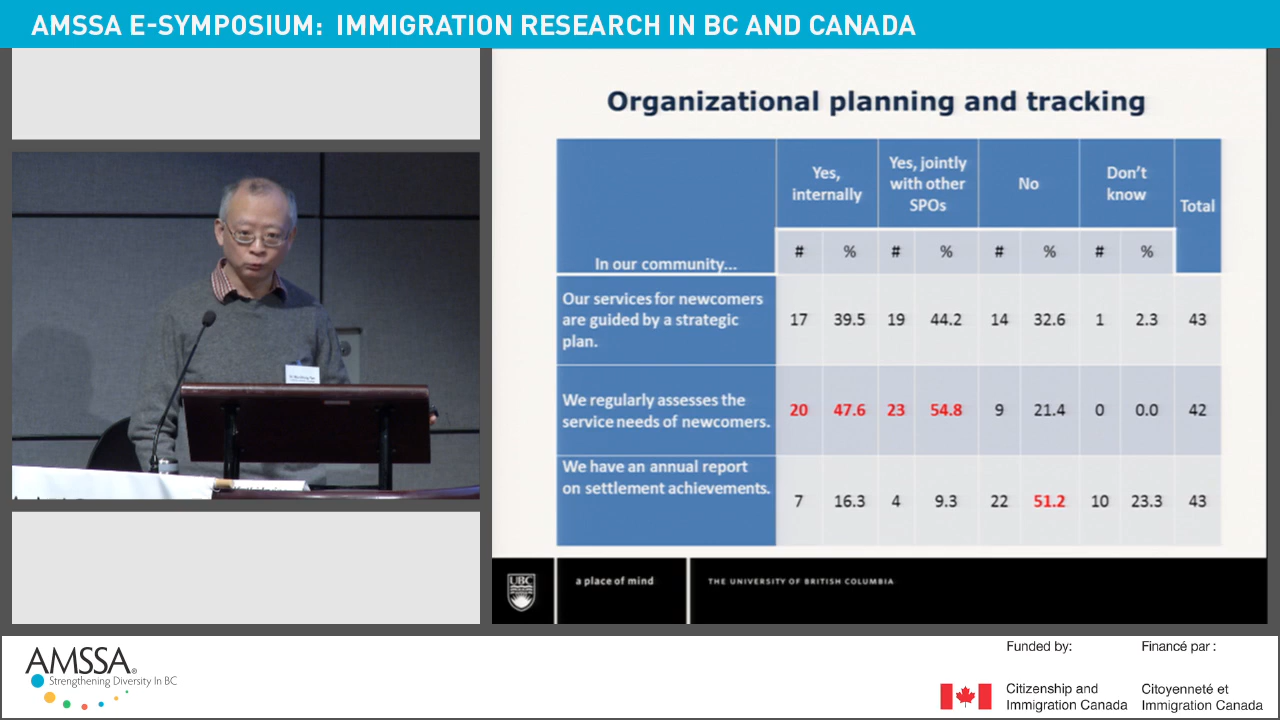 AMSSA E-SYMPOSIUM: IMMIGRATION RESEARCH IN BC AND CANADA
Organizational planning and tracking
In our community...
Yes,
internally
Yes, jointly
with other
SPOs
No
Don't
know
Total
# % # % # % # %
Our services for newcomers
are guided by a strategic
plan.
17 39.5 19 44.2 14 32.6 1 2.3 43
We regularly assesses the
service needs of newcomers.
20 47.6 23 54.8 9 21.4 0 0.0 42
We have an annual report
on settlement achievements.
7 16.3 4 9.3 22 51.2 10 23.3 43
UBC
a place of mind
THE UNIVERSITY OF BRITISH COLUMBIA
AMSSA®
Strengthening Diversity In BC
Funded by:
Citizenship and
Immigration Canada
Financé par :
Citoyenneté et
Immigration Canada